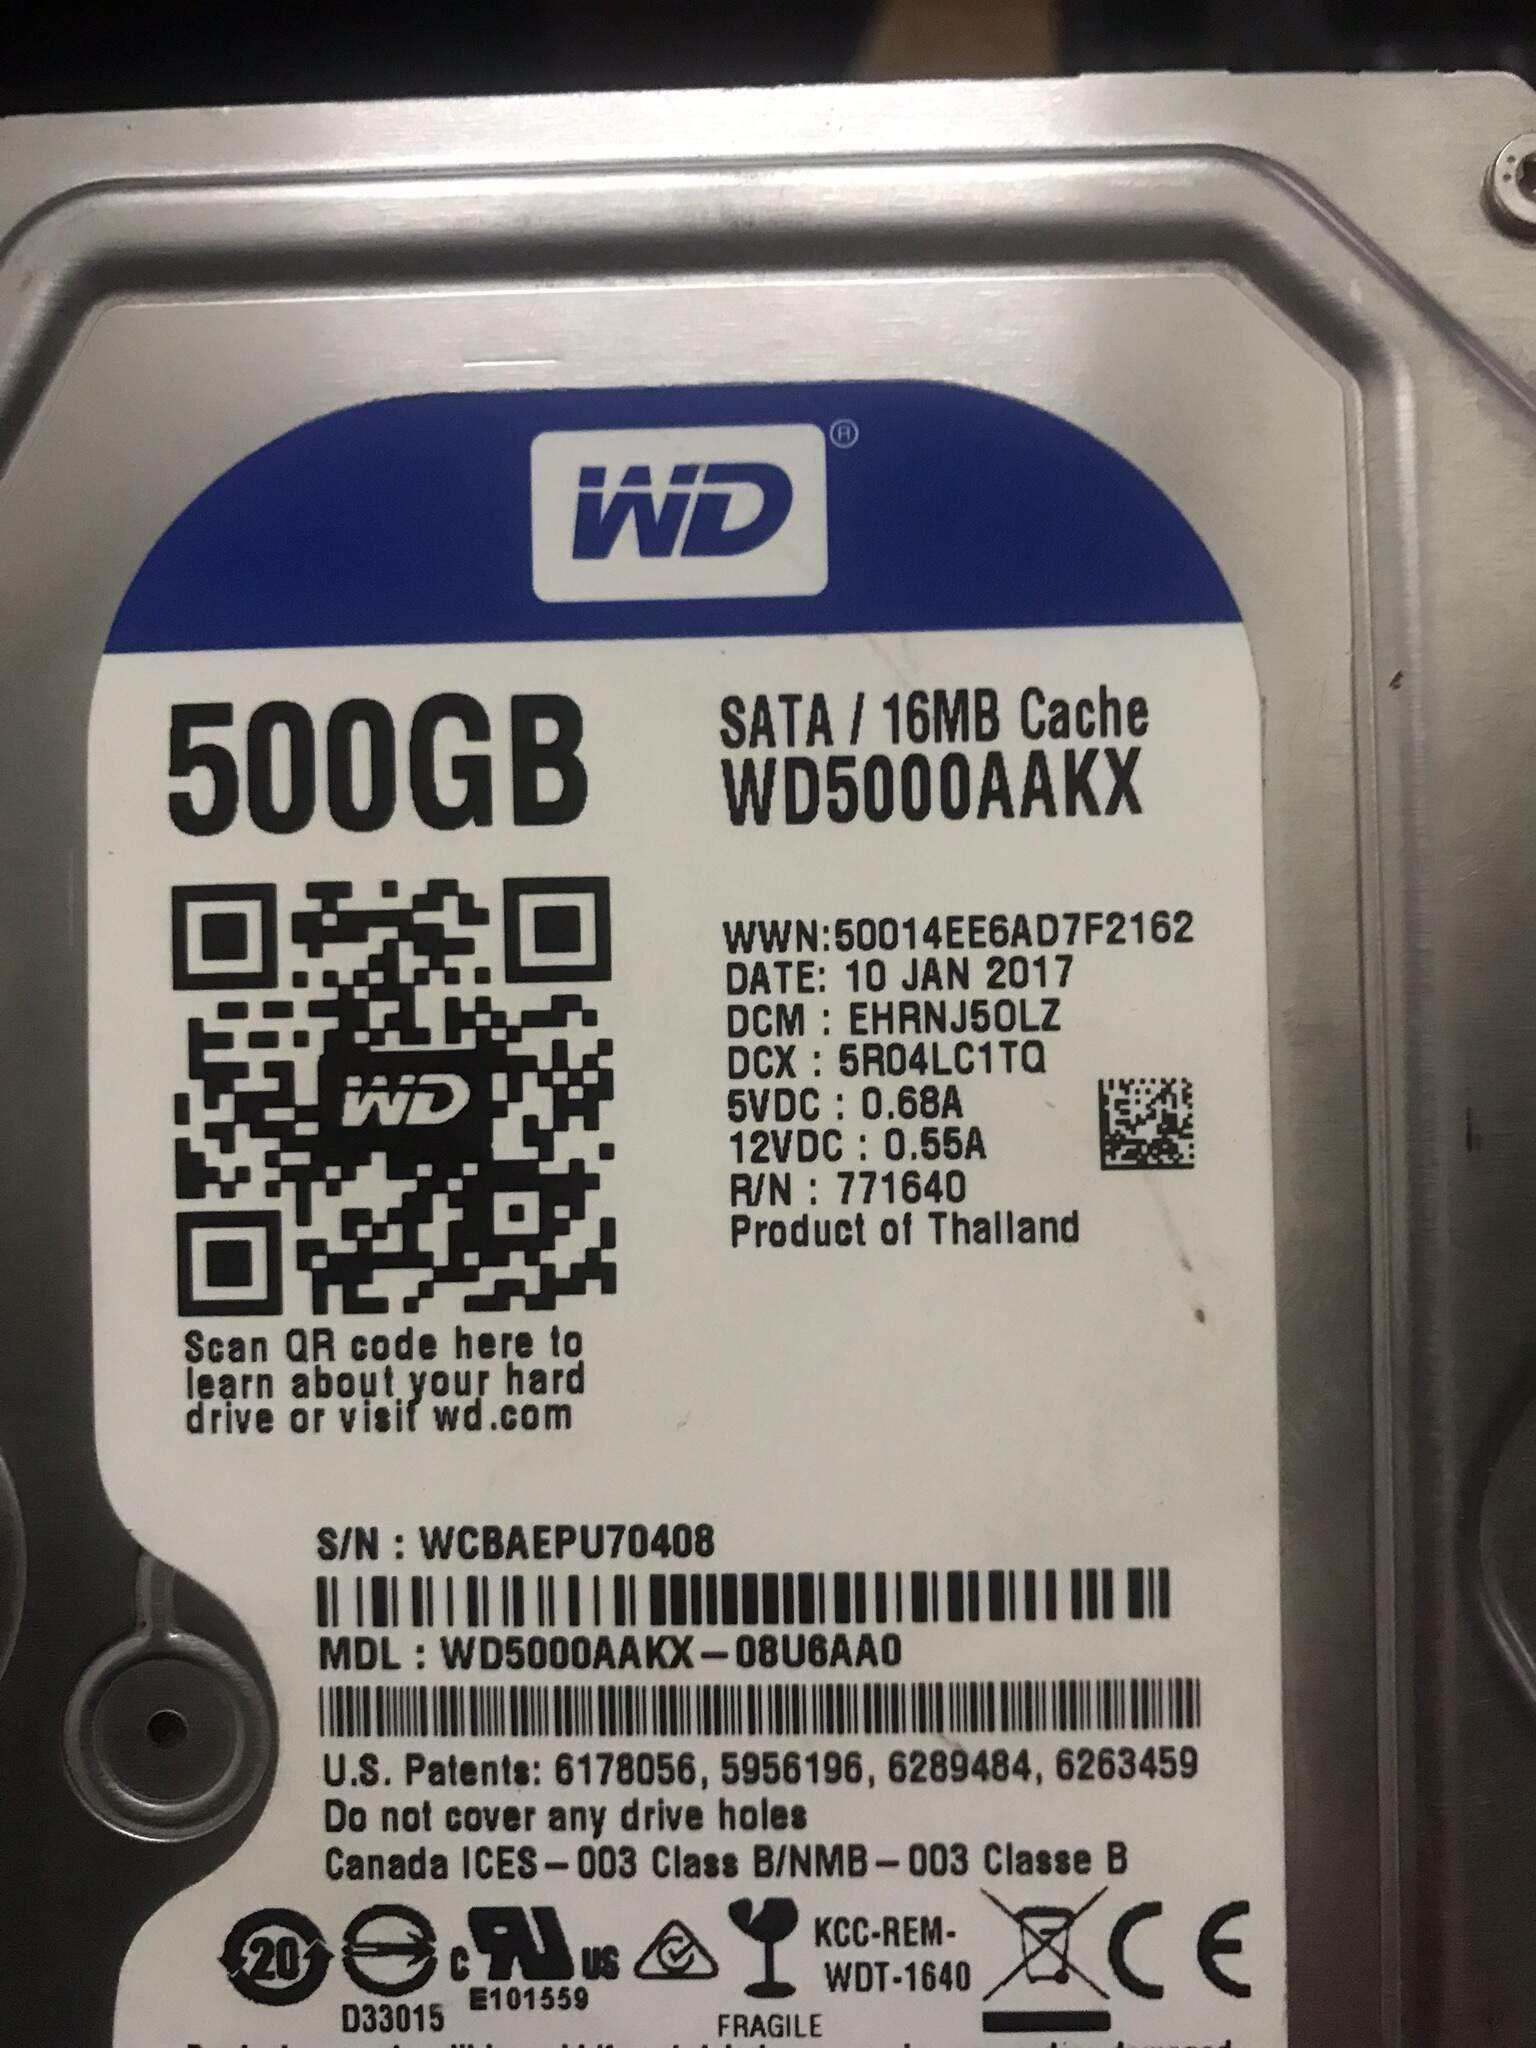 WD®
500GB
SATA / 16MB Cache
WD5000AAKX
WWN:50014EE6AD7F2162
DATE: 10 JAN 2017
DCM : EHRNJ5OLZ
DCX : 5R04LC1TQ
5VDC : 0.68A
12VDC : 0.55A
R/N : 771640
Product of Thailand
WD
Scan QR code here to
learn about your hard
drive or visit wd.com
S/N : WCBAEPU70408
MDL : WD5000AAKX–08U6AA0
U.S. Patents: 6178056, 5956196, 6289484, 6263459
Do not cover any drive holes
Canada ICES–003 Class B/NMB–003 Classe B
20
D33015
c RU US
E101559
FRAGILE
KCC-REM-
WDT-1640
CE